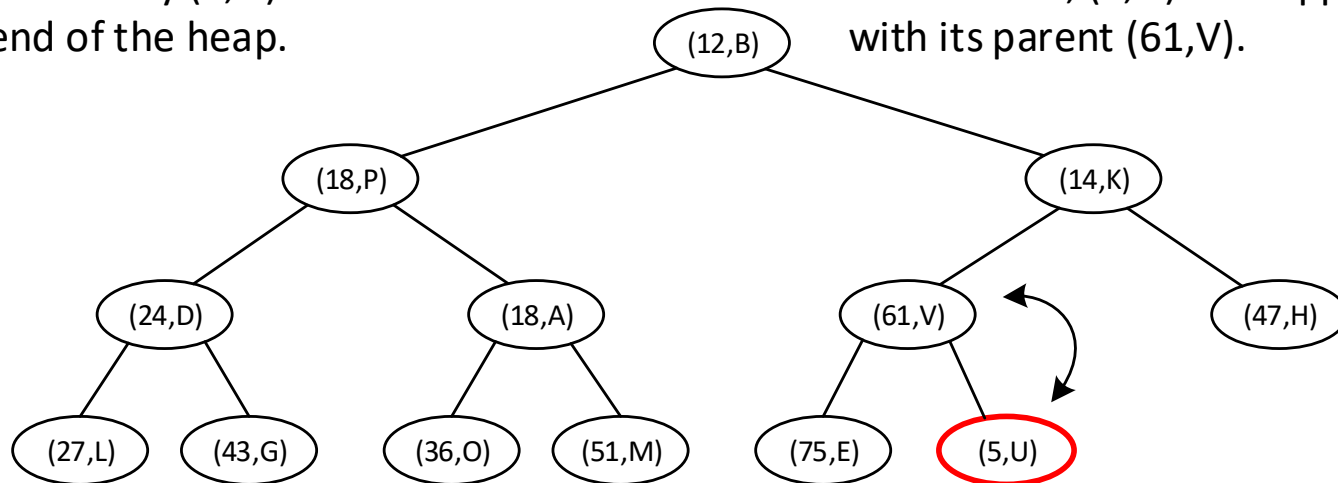 end of the heap.
with its parent (61,V).
(12,B)
(18,P)
(14,K)
(24,D)
(18,A)
(61,V)
(47,H)
(27,L)
(43,G)
(36,O)
(51,M)
(75,E)
(5,U)